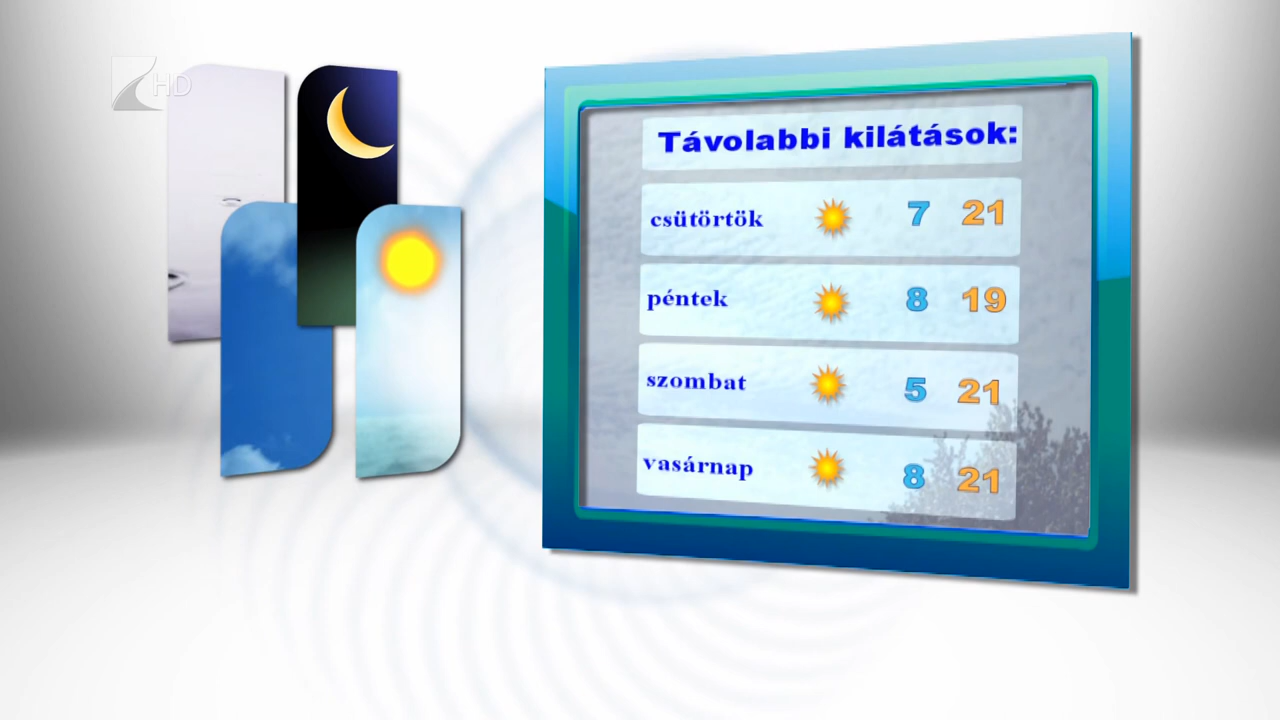 HD
Távolabbi kilátások:
csütörtök 7 21
péntek 8 19
szombat 5 21
vasárnap 8 21